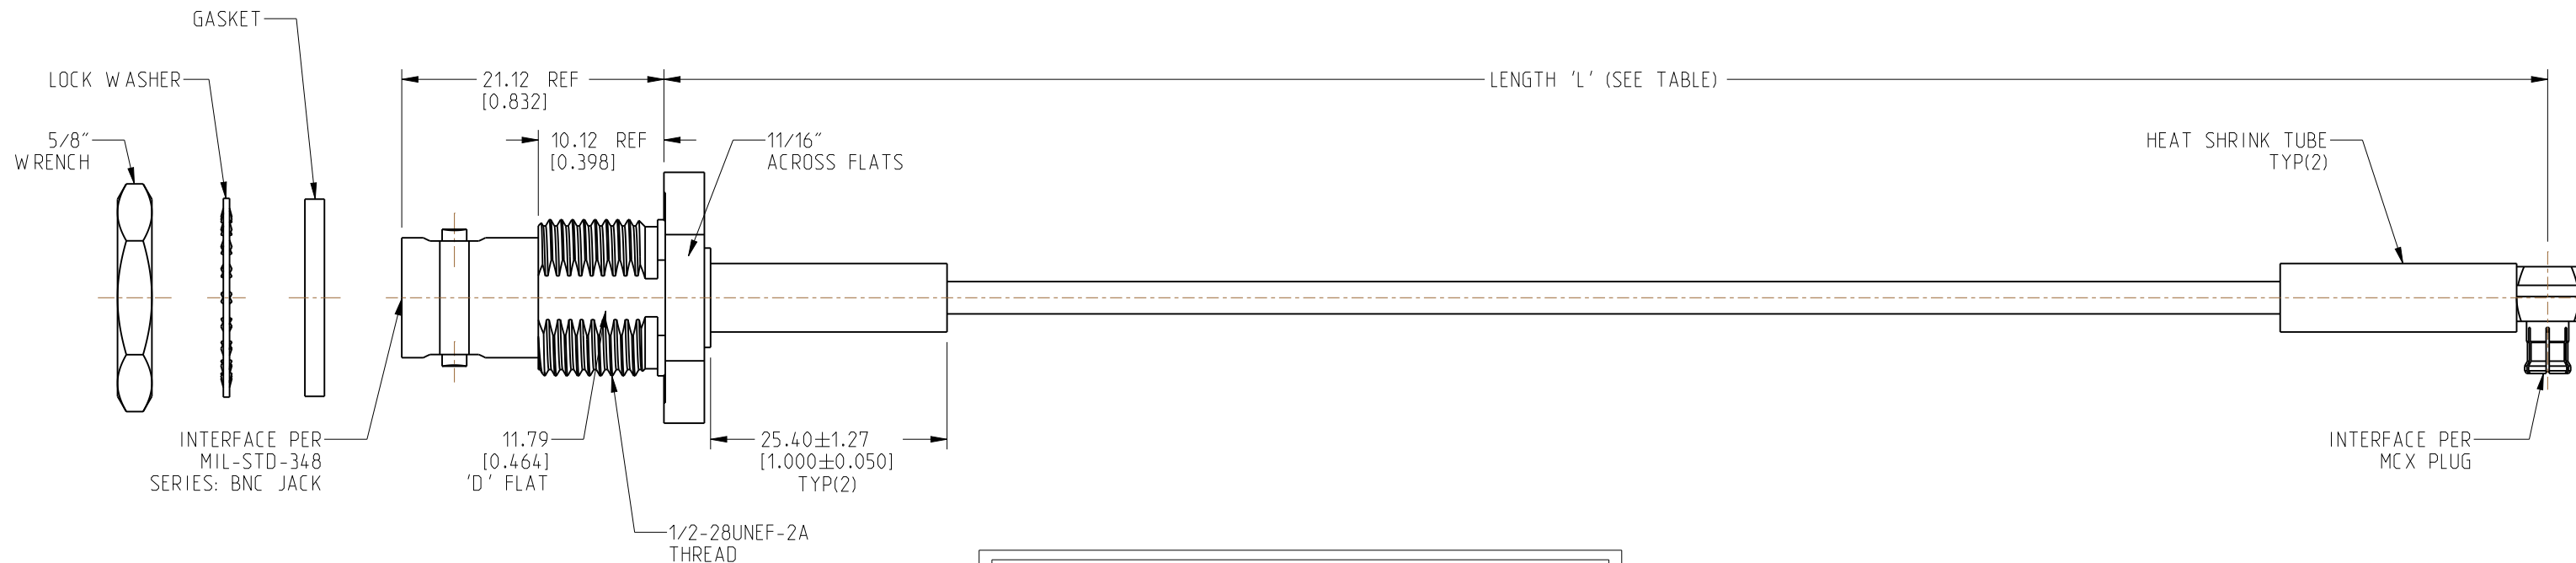 GASKET
LOCK WASHER
21.12 REF
[0.832]
LENGTH 'L' (SEE TABLE)
5/8"
WRENCH
10.12 REF
[0.398]
11/16"
ACROSS FLATS
HEAT SHRINK TUBE
TYP(2)
INTERFACE PER
MIL-STD-348
SERIES: BNC JACK
11.79
[0.464]
'D' FLAT
25.40±1.27
[1.000±0.050]
TYP(2)
INTERFACE PER
MCX PLUG
1/2-28UNEF-2A
THREAD